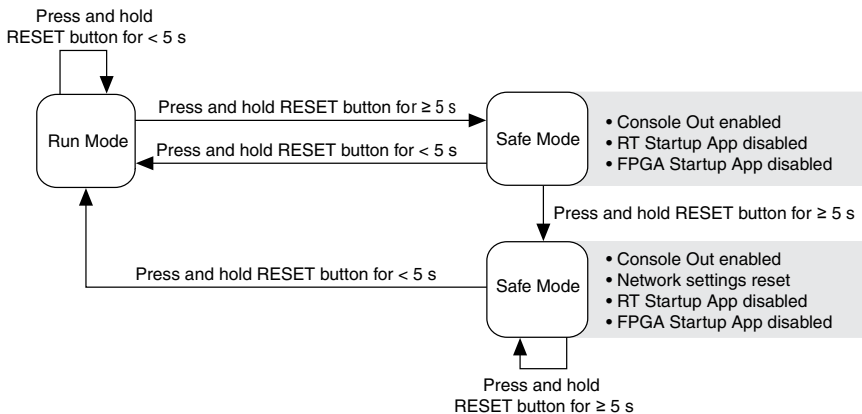 Press and hold
RESET button for < 5 s
Press and hold RESET button for ≥ 5 s
Run Mode
Safe Mode
• Console Out enabled
• RT Startup App disabled
• FPGA Startup App disabled
Press and hold RESET button for < 5 s
Press and hold RESET button for ≥ 5 s
Press and hold RESET button for < 5 s
Safe Mode
• Console Out enabled
• Network settings reset
• RT Startup App disabled
• FPGA Startup App disabled
Press and hold
RESET button for ≥ 5 s